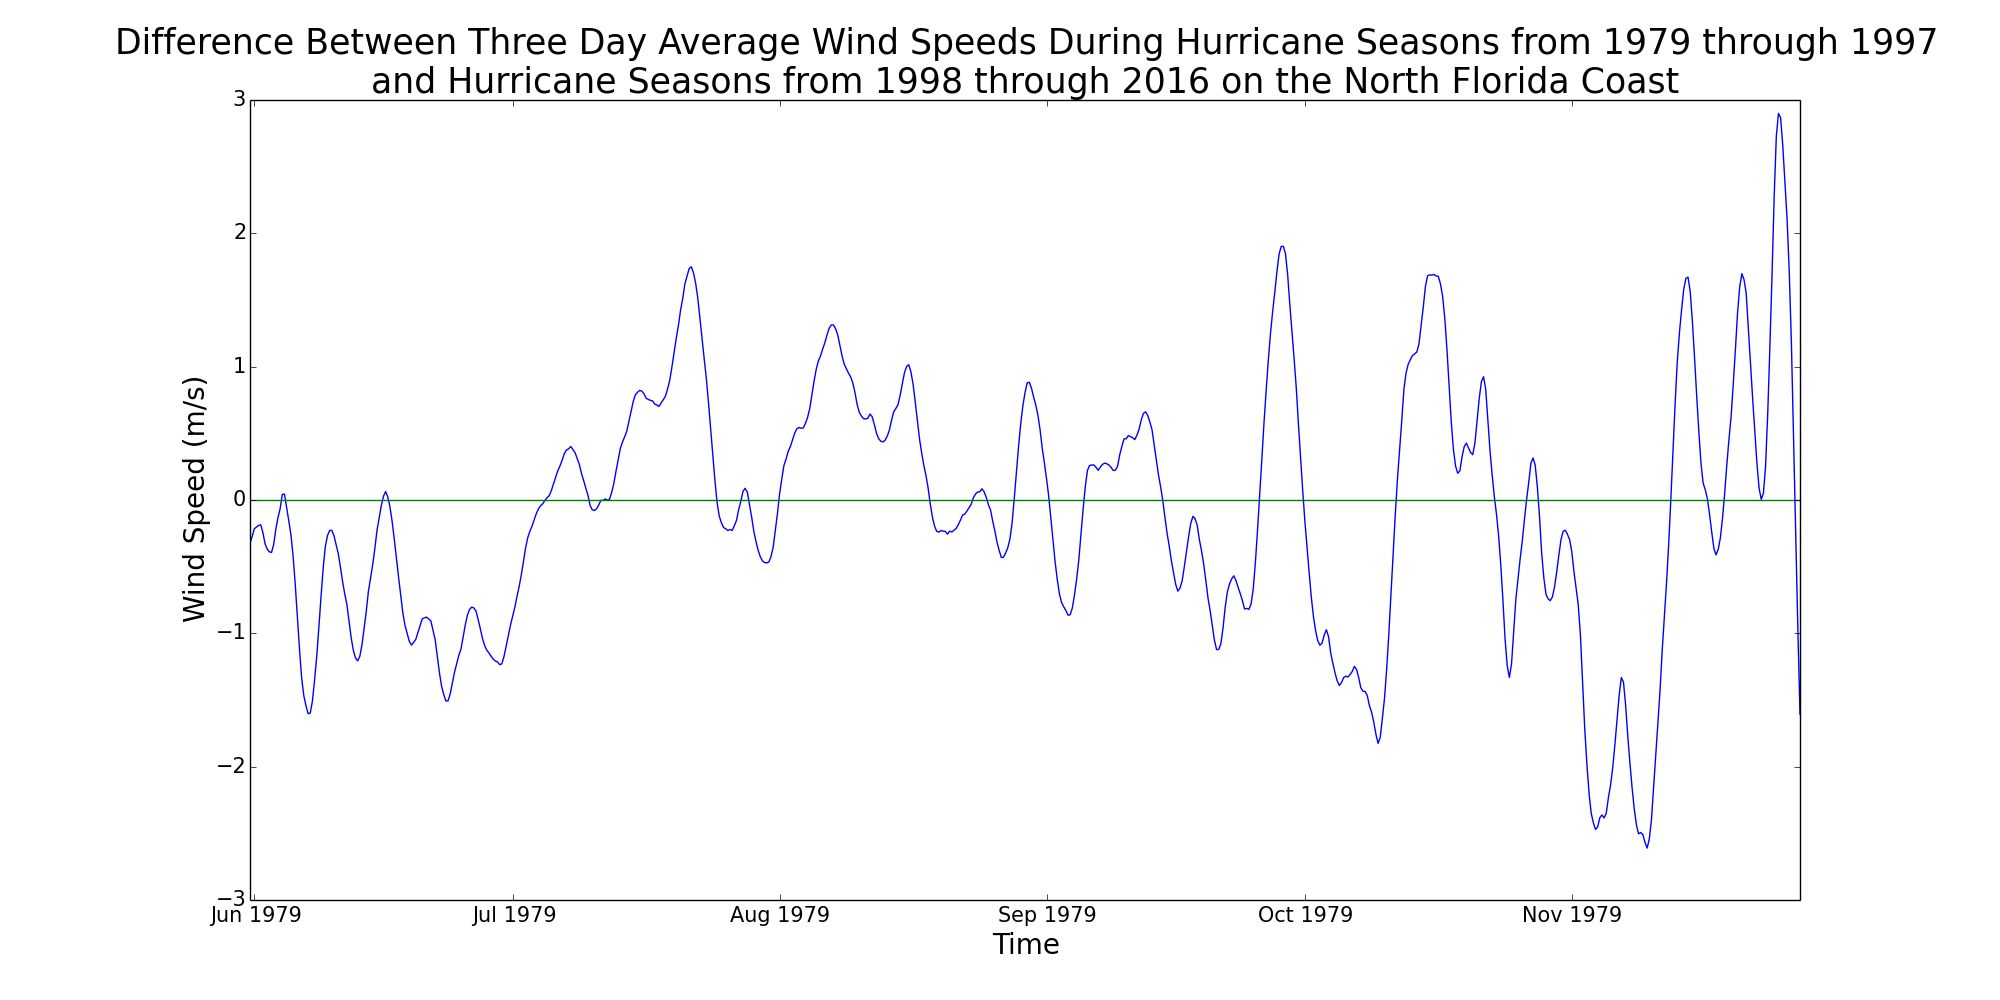 Difference Between Three Day Average Wind Speeds During Hurricane Seasons from 1979 through 1997
and Hurricane Seasons from 1998 through 2016 on the North Florida Coast
3
2
1
0
−1
−2
−3
Wind Speed (m/s)
Jun 1979 Jul 1979 Aug 1979 Sep 1979 Oct 1979 Nov 1979
Time